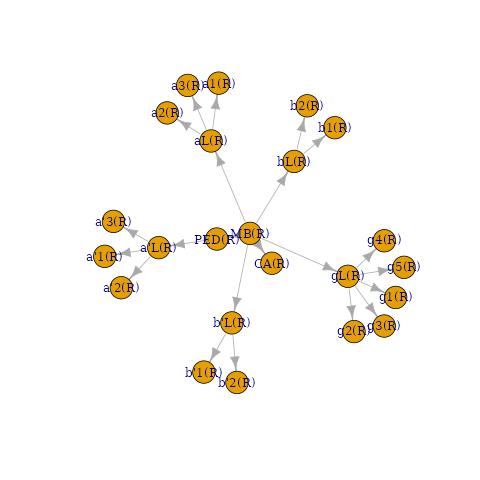 a3(R)
a1(R)
a2(R)
aL(R)
b2(R)
b1(R)
bL(R)
a'3(R)
a'1(R)
a'L(R)
a'2(R)
PED(R)
MB(R)
CA(R)
g4(R)
g5(R)
gL(R)
g1(R)
g2(R)
g3(R)
b'L(R)
b'1(R)
b'2(R)